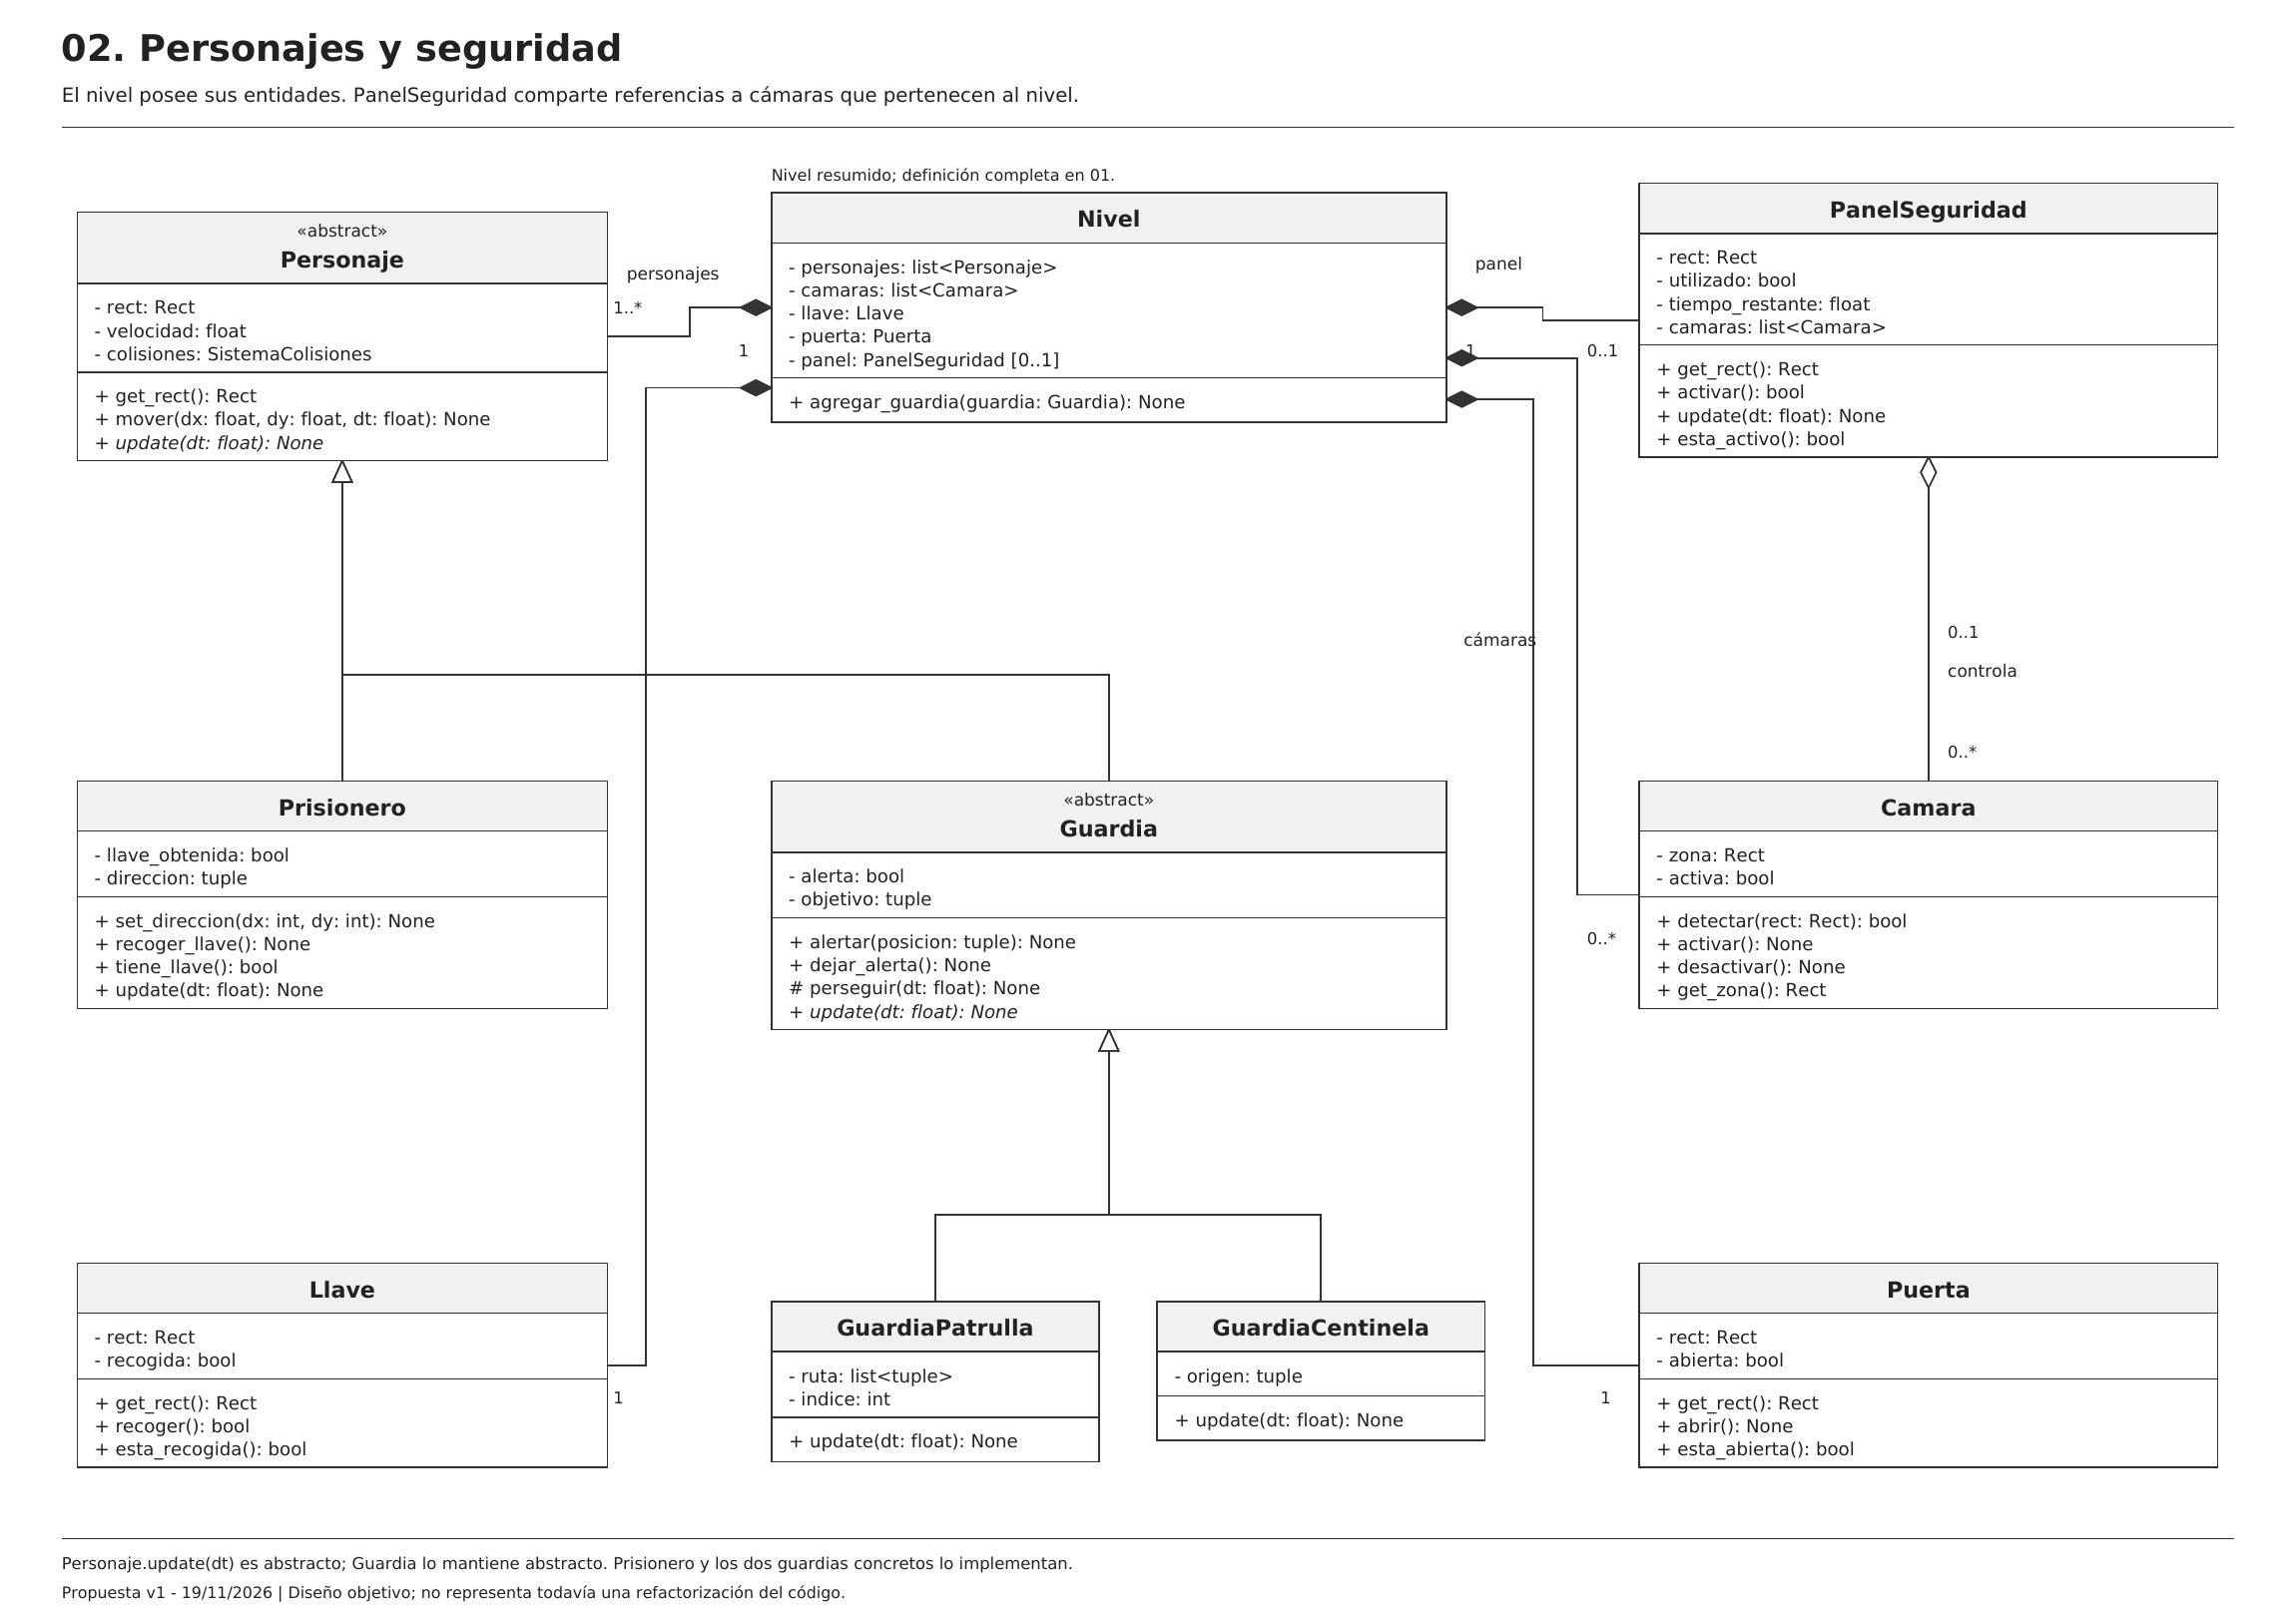 02. Personajes y seguridad
El nivel posee sus entidades. PanelSeguridad comparte referencias a cámaras que pertenecen al nivel.
Nivel resumido; definición completa en 01.
«abstract»
Personaje
- rect: Rect
- velocidad: float
- colisiones: SistemaColisiones
+ get_rect(): Rect
+ mover(dx: float, dy: float, dt: float): None
+ update(dt: float): None
personajes
1..*
1
Nivel
- personajes: list<Personaje>
- camaras: list<Camara>
- llave: Llave
- puerta: Puerta
- panel: PanelSeguridad [0..1]
+ agregar_guardia(guardia: Guardia): None
panel
1
0..1
PanelSeguridad
- rect: Rect
- utilizado: bool
- tiempo_restante: float
- camaras: list<Camara>
+ get_rect(): Rect
+ activar(): bool
+ update(dt: float): None
+ esta_activo(): bool
cámaras
0..1
controla
0..*
Prisionero
- llave_obtenida: bool
- direccion: tuple
+ set_direccion(dx: int, dy: int): None
+ recoger_llave(): None
+ tiene_llave(): bool
+ update(dt: float): None
«abstract»
Guardia
- alerta: bool
- objetivo: tuple
+ alertar(posicion: tuple): None
+ dejar_alerta(): None
# perseguir(dt: float): None
+ update(dt: float): None
0..*
Camara
- zona: Rect
- activa: bool
+ detectar(rect: Rect): bool
+ activar(): None
+ desactivar(): None
+ get_zona(): Rect
Llave
- rect: Rect
- recogida: bool
+ get_rect(): Rect
+ recoger(): bool
+ esta_recogida(): bool
1
GuardiaPatrulla
- ruta: list<tuple>
- indice: int
+ update(dt: float): None
GuardiaCentinela
- origen: tuple
+ update(dt: float): None
1
Puerta
- rect: Rect
- abierta: bool
+ get_rect(): Rect
+ abrir(): None
+ esta_abierta(): bool
Personaje.update(dt) es abstracto; Guardia lo mantiene abstracto. Prisionero y los dos guardias concretos lo implementan.
Propuesta v1 - 19/11/2026 | Diseño objetivo; no representa todavía una refactorización del código.